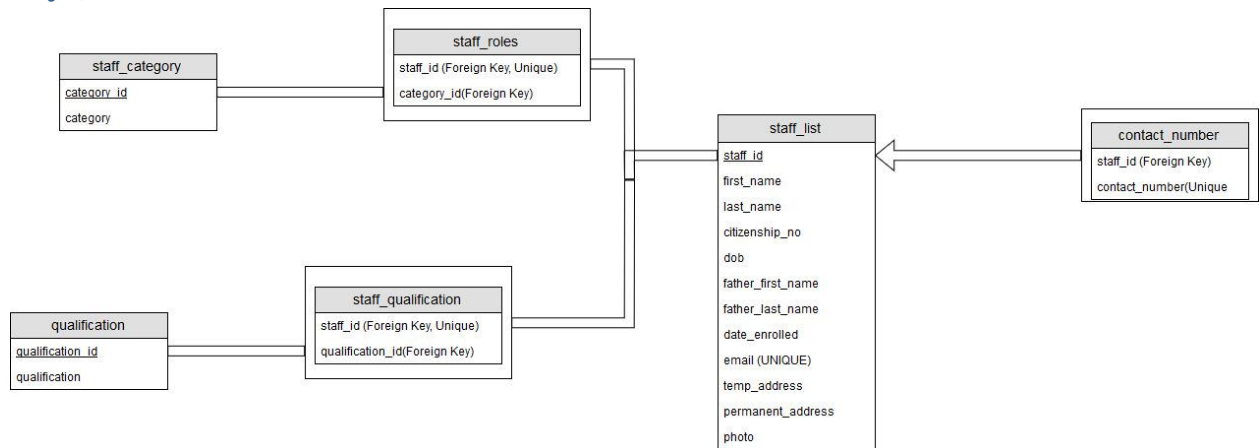 staff_category
category_id
category
staff_roles
staff_id (Foreign Key, Unique)
category_id(Foreign Key)
qualification
qualification_id
qualification
staff_qualification
staff_id (Foreign Key, Unique)
qualification_id(Foreign Key)
staff_list
staff_id
first_name
last_name
citizenship_no
dob
father_first_name
father_last_name
date_enrolled
email (UNIQUE)
temp_address
permanent_address
photo
contact_number
staff_id (Foreign Key)
contact_number(Unique